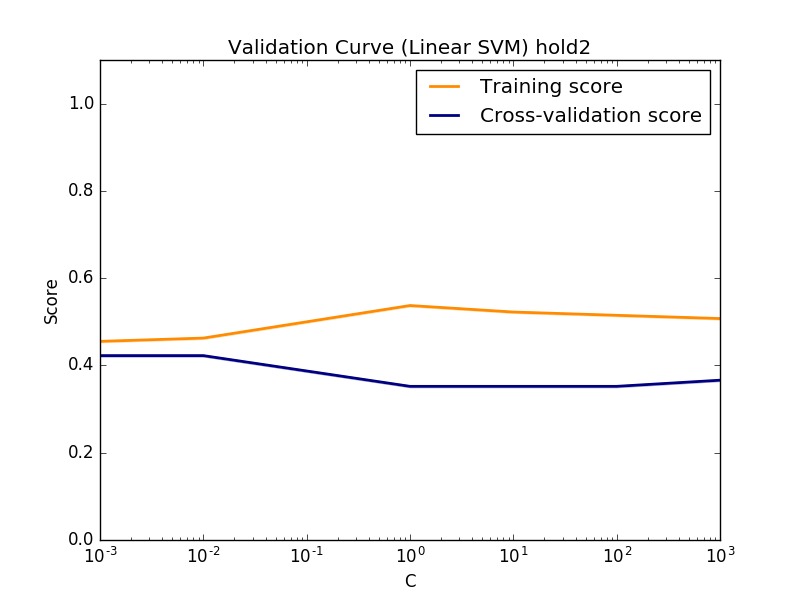 Validation Curve (Linear SVM) hold2
Training score
Cross-validation score
1.0
0.8
0.6
0.4
0.2
0.0
Score
10^-3 10^-2 10^-1 10^0 10^1 10^2 10^3
C